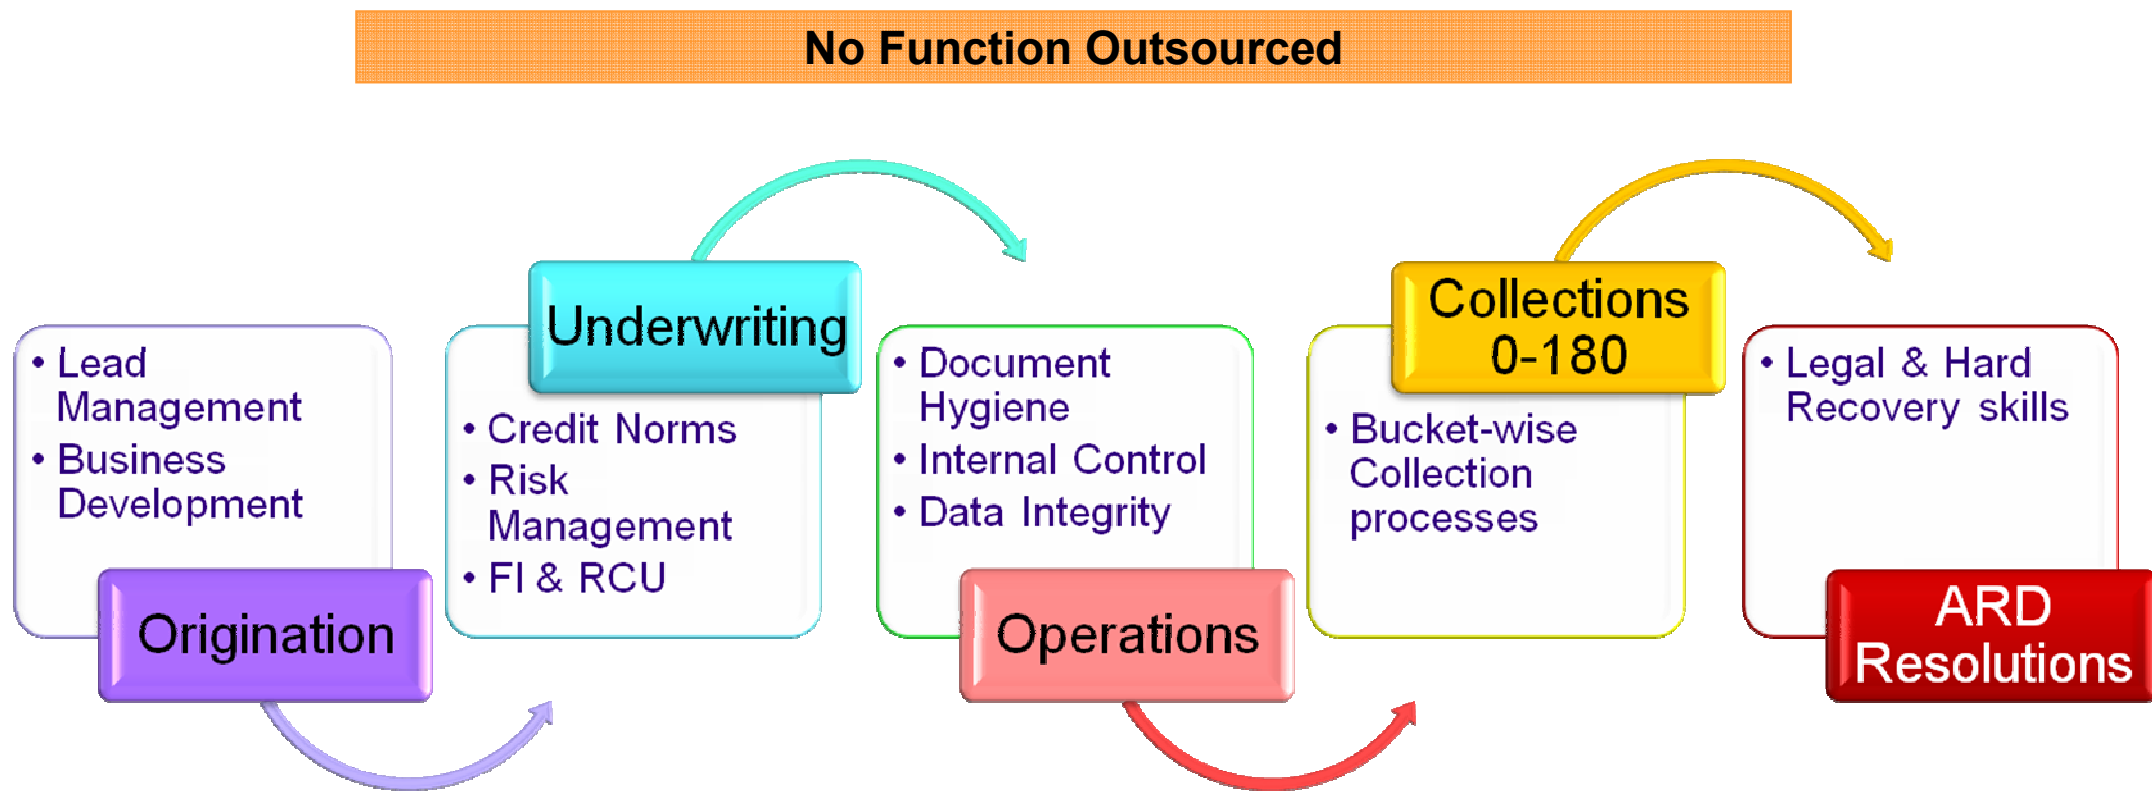 No Function Outsourced
• Lead
Management
• Business
Development
Origination
Underwriting
• Credit Norms
• Risk
Management
• FI & RCU
• Document
Hygiene
• Internal Control
• Data Integrity
Operations
Collections
0-180
• Bucket-wise
Collection
processes
• Legal & Hard
Recovery skills
ARD
Resolutions